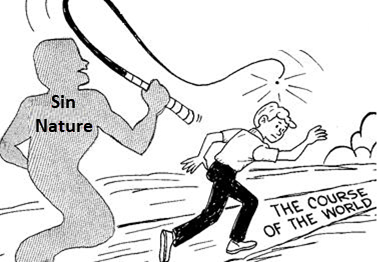 Sin
Nature
THE COURSE
OF THE WORLD